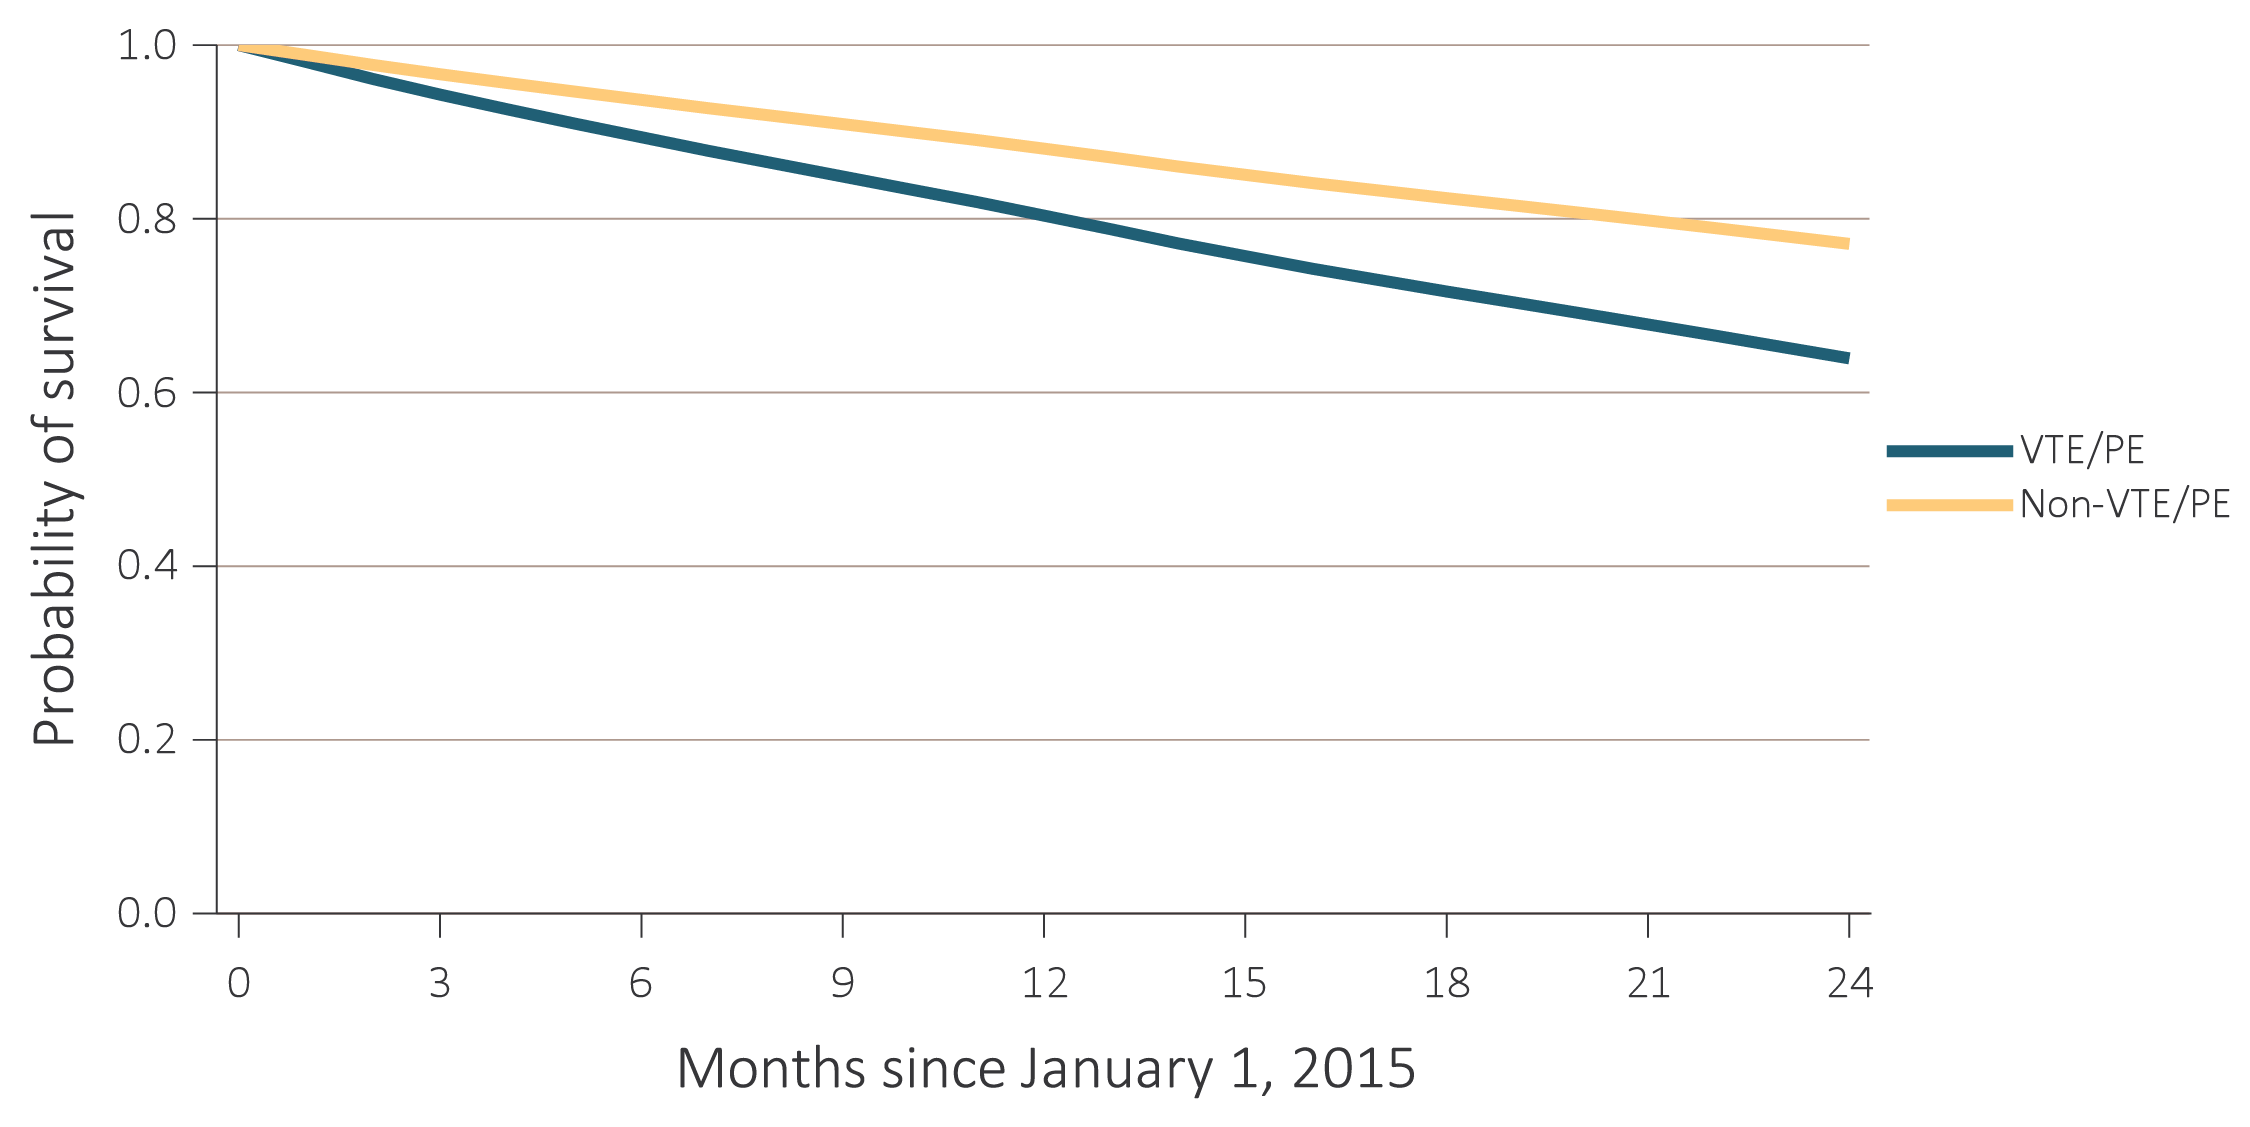 Probability of survival
1.0
0.8
0.6
0.4
0.2
0.0
0 3 6 9 12 15 18 21 24
Months since January 1, 2015
VTE/PE
Non-VTE/PE